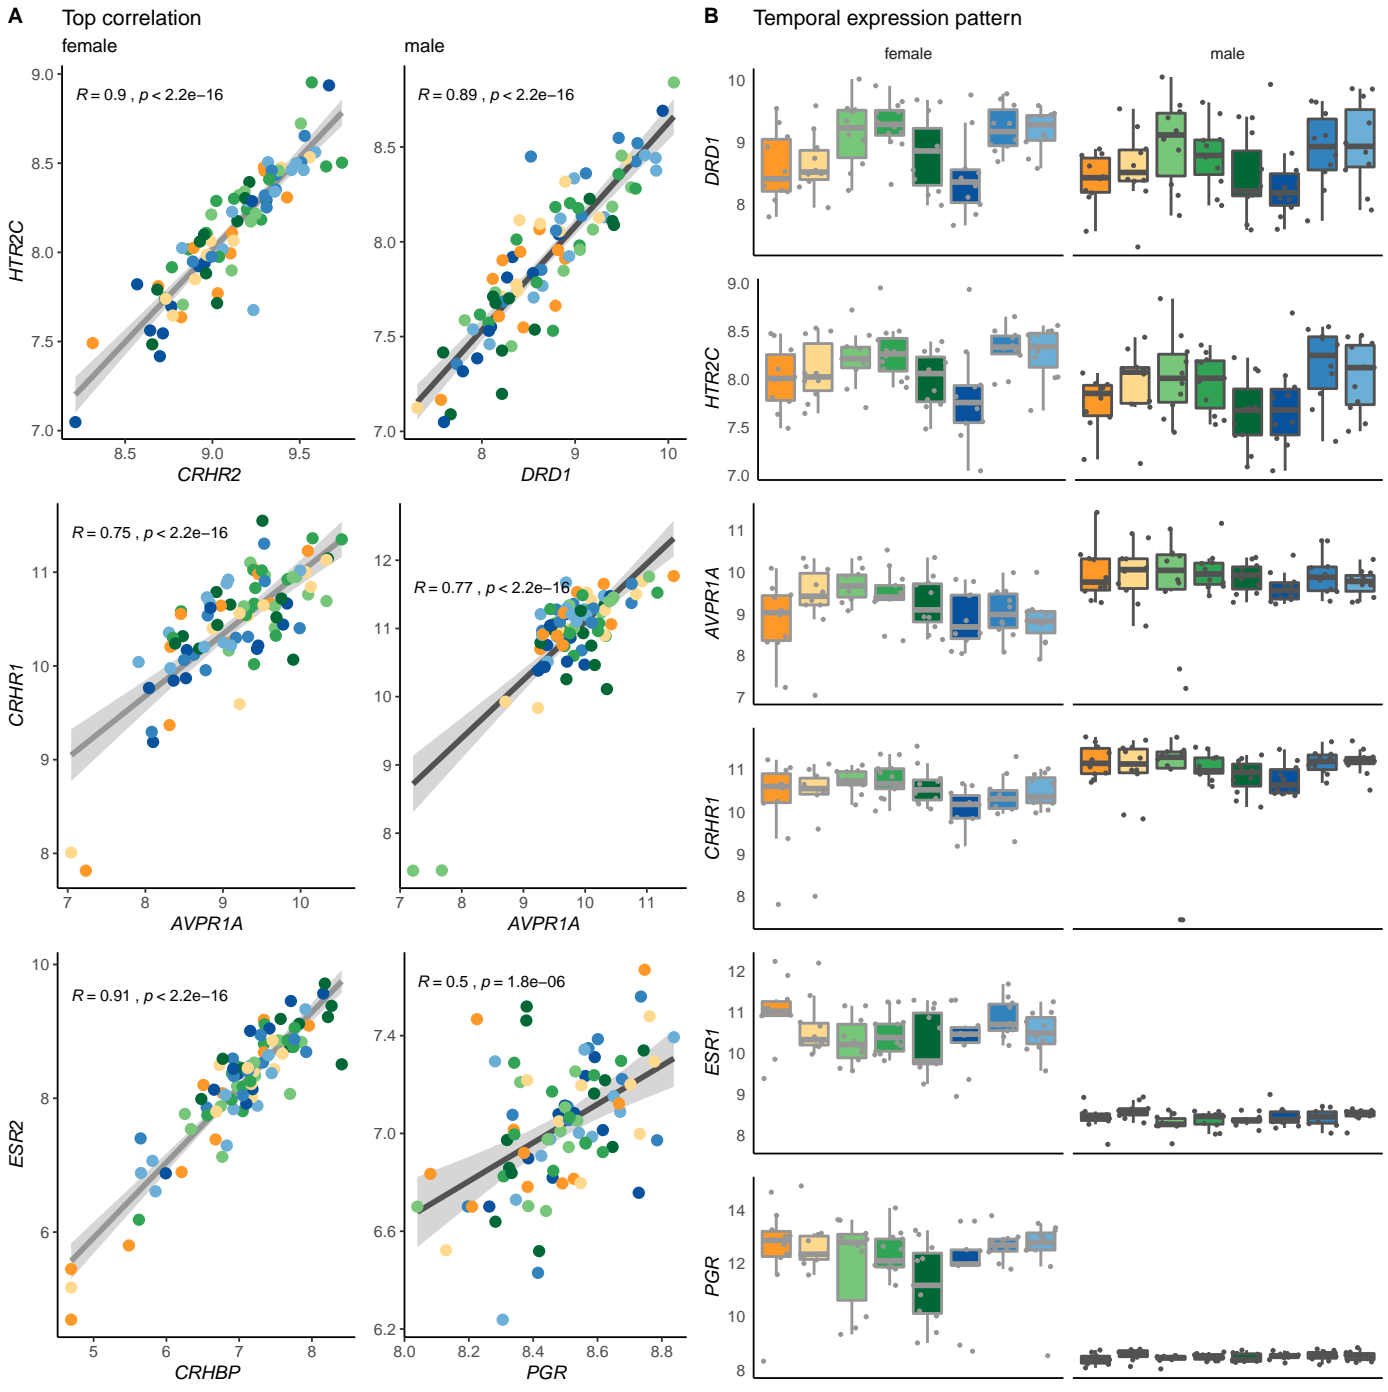 A Top correlation
female
male
9.0
8.5
8.0
7.5
7.0
HTR2C
R = 0.9 , p < 2.2e−16
8.5 9.0 9.5
CRHR2
8.5
8.0
7.5
7.0
R = 0.89 , p < 2.2e−16
8 9 10
DRD1
11
10
9
8
CRHR1
R = 0.75 , p < 2.2e−16
7 8 9 10
AVPR1A
12
11
10
9
8
R = 0.77 , p < 2.2e−16
7 8 9 10 11
AVPR1A
10
8
6
ESR2
R = 0.91 , p < 2.2e−16
5 6 7 8
CRHBP
7.4
7.0
6.6
6.2
R = 0.5 , p = 1.8e−06
8.0 8.2 8.4 8.6 8.8
PGR
B Temporal expression pattern
female
male
10
9
8
DRD1
9.0
8.5
8.0
7.5
7.0
HTR2C
11
10
9
8
7
AVPR1A
11
10
9
8
CRHR1
12
11
10
9
8
ESR1
14
12
10
8
PGR